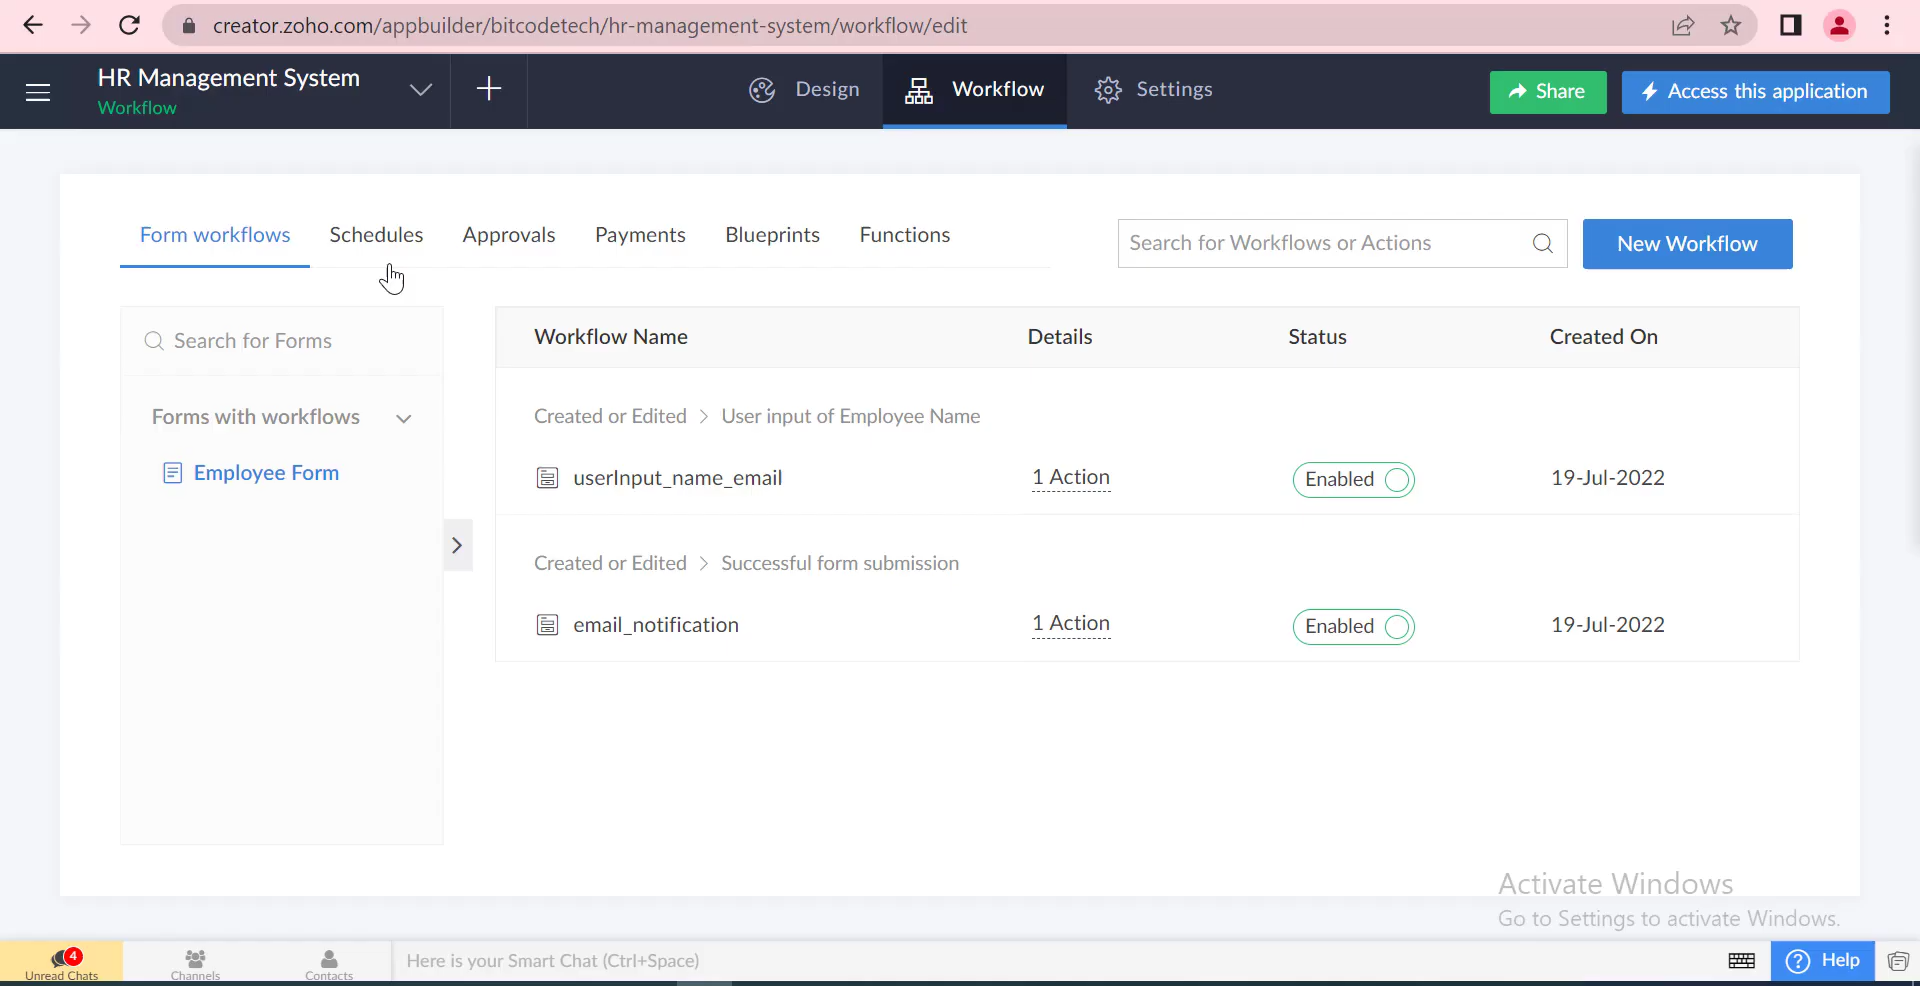 creator.zoho.com/appbuilder/bitcodetech/hr-management-system/workflow/edit
HR Management System
Workflow
Design
Workflow
Settings
Share
Access this application
Form workflows
Schedules
Approvals
Payments
Blueprints
Functions
Search for Workflows or Actions
New Workflow
Search for Forms
Forms with workflows
Employee Form
Workflow Name Details Status Created On
Created or Edited > User input of Employee Name
userInput_name_email 1 Action Enabled 19-Jul-2022
Created or Edited > Successful form submission
email_notification 1 Action Enabled 19-Jul-2022
Activate Windows
Go to Settings to activate Windows.
4
Unread Chats
Channels
Contacts
Here is your Smart Chat (Ctrl+Space)
? Help